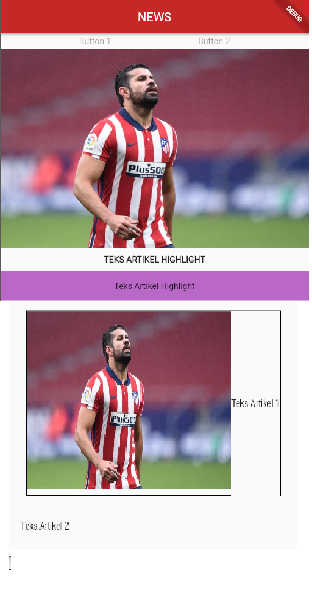 NEWS
DEBUG
Button 1 Button 2
Plus500
TEKS ARTIKEL HIGHLIGHT
Teks Artikel Highlight
Plus500
Teks Artikel 1
Teks Artikel 2